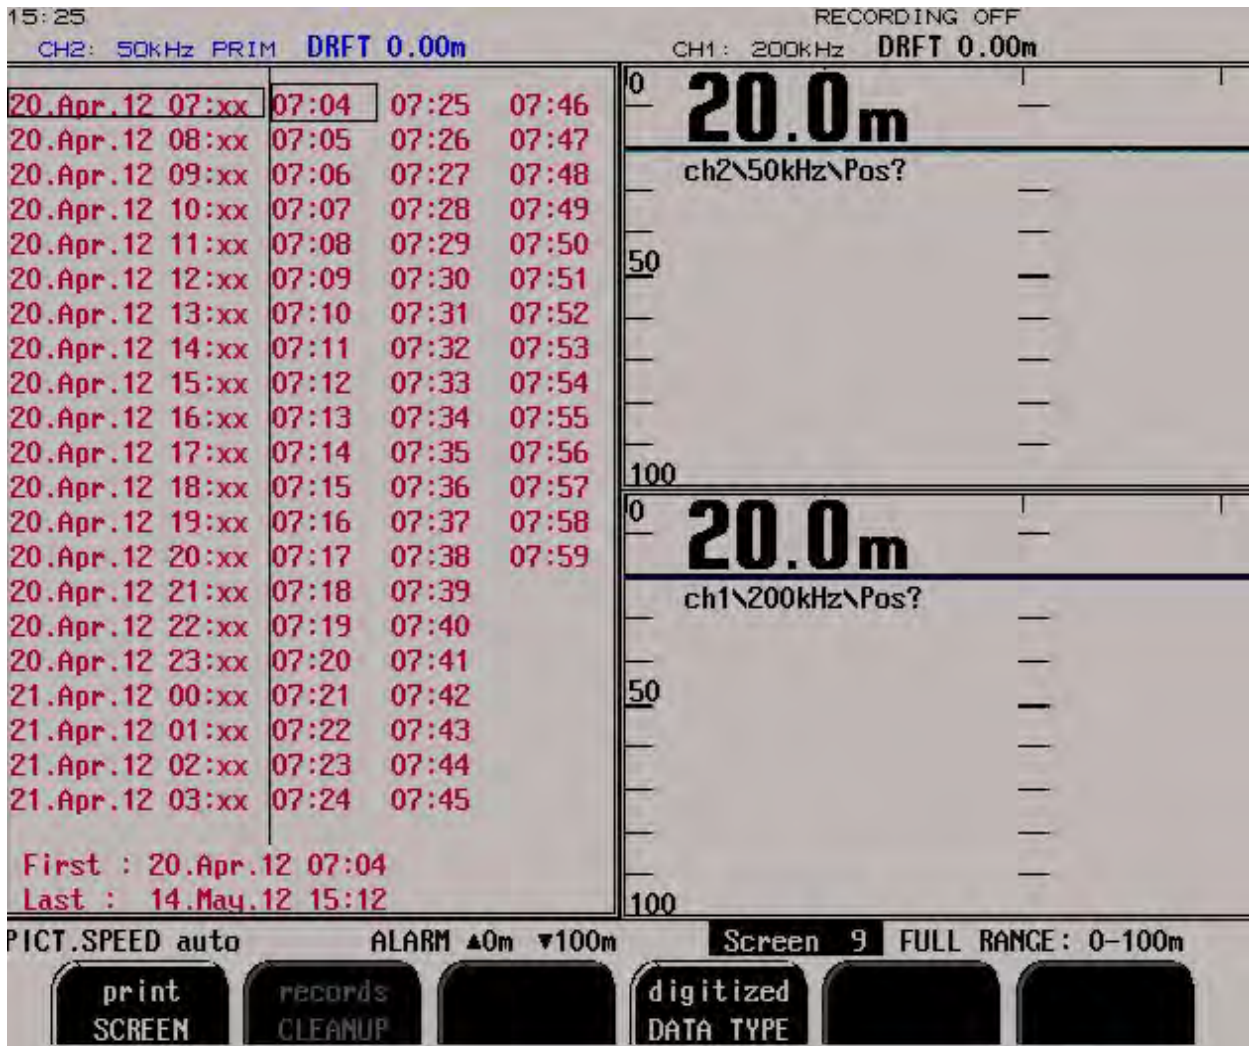 15:25 RECORDING OFF
CH2: 50KHz PRIM DRFT 0.00m CH1: 200KHz DRFT 0.00m
20.Apr.12 07:xx 07:04 07:25 07:46
20.Apr.12 08:xx 07:05 07:26 07:47
20.Apr.12 09:xx 07:06 07:27 07:48
20.Apr.12 10:xx 07:07 07:28 07:49
20.Apr.12 11:xx 07:08 07:29 07:50
20.Apr.12 12:xx 07:09 07:30 07:51
20.Apr.12 13:xx 07:10 07:31 07:52
20.Apr.12 14:xx 07:11 07:32 07:53
20.Apr.12 15:xx 07:12 07:33 07:54
20.Apr.12 16:xx 07:13 07:34 07:55
20.Apr.12 17:xx 07:14 07:35 07:56
20.Apr.12 18:xx 07:15 07:36 07:57
20.Apr.12 19:xx 07:16 07:37 07:58
20.Apr.12 20:xx 07:17 07:38 07:59
20.Apr.12 21:xx 07:18 07:39
20.Apr.12 22:xx 07:19 07:40
20.Apr.12 23:xx 07:20 07:41
21.Apr.12 00:xx 07:21 07:42
21.Apr.12 01:xx 07:22 07:43
21.Apr.12 02:xx 07:23 07:44
21.Apr.12 03:xx 07:24 07:45
First : 20.Apr.12 07:04
Last : 14.May.12 15:12
0
20.0m
ch2\50kHz\Pos?
50
100
0
20.0m
ch1\200kHz\Pos?
50
100
PICT.SPEED auto ALARM ▲0m ▼100m Screen 9 FULL RANGE: 0-100m
print records digitized
SCREEN CLEANUP DATA TYPE